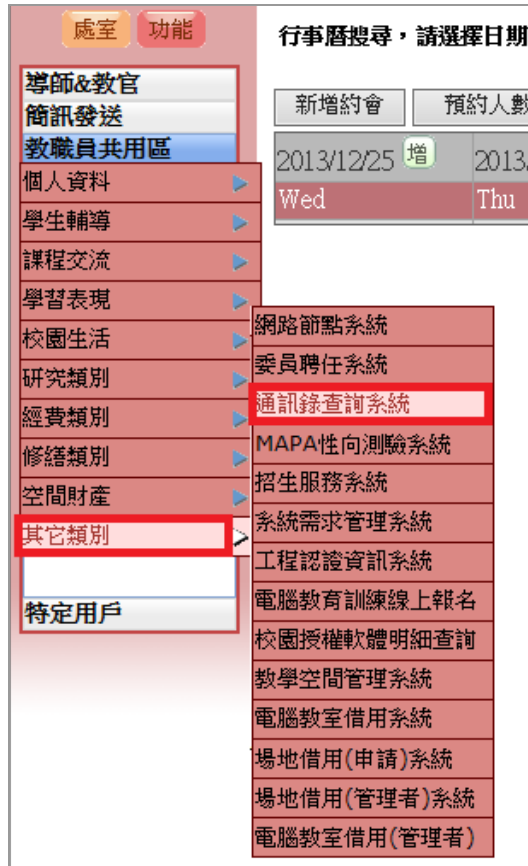 處室 功能
行事曆搜尋，請選擇日期
導師&教官
簡訊發送
教職員共用區
新增約會 預約人數
2013/12/25 增 2013/
Wed Thu
個人資料
學生輔導
課程交流
學習表現
校園生活
研究類別
經費類別
修繕類別
空間財產
其它類別
特定用戶
網路節點系統
委員聘任系統
通訊錄查詢系統
MAPA性向測驗系統
招生服務系統
系統需求管理系統
工程認證資訊系統
電腦教育訓練線上報名
校園授權軟體明細查詢
教學空間管理系統
電腦教室借用系統
場地借用(申請)系統
場地借用(管理者)系統
電腦教室借用(管理者)